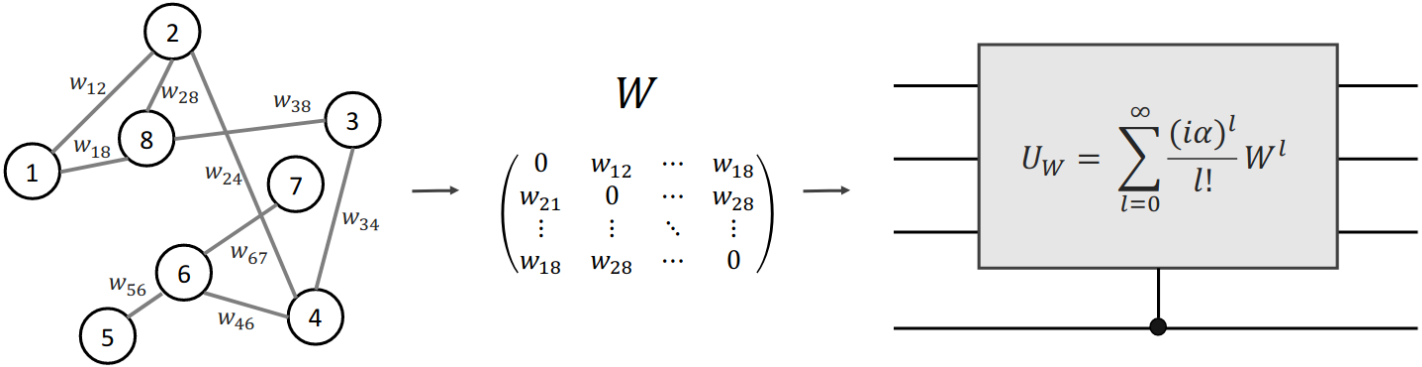 2
w₁₂
w₂₈
w₃₈
3
8
w₁₈
1
w₂₄
7
w₃₄
w₆₇
6
w₅₆
w₄₆
4
5
W
0 w₁₂ ⋯ w₁₈
w₂₁ 0 ⋯ w₂₈
⋮ ⋮ ⋱ ⋮
w₁₈ w₂₈ ⋯ 0
U_W = ∑_{l=0}^{∞} (iα)^l / l! W^l